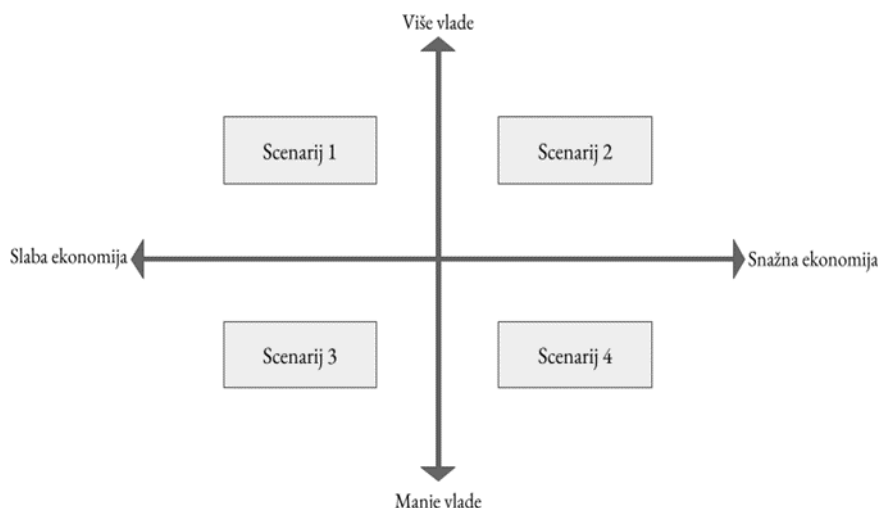 Više vlade
Scenarij 1
Scenarij 2
Slaba ekonomija
Snažna ekonomija
Scenarij 3
Scenarij 4
Manje vlade